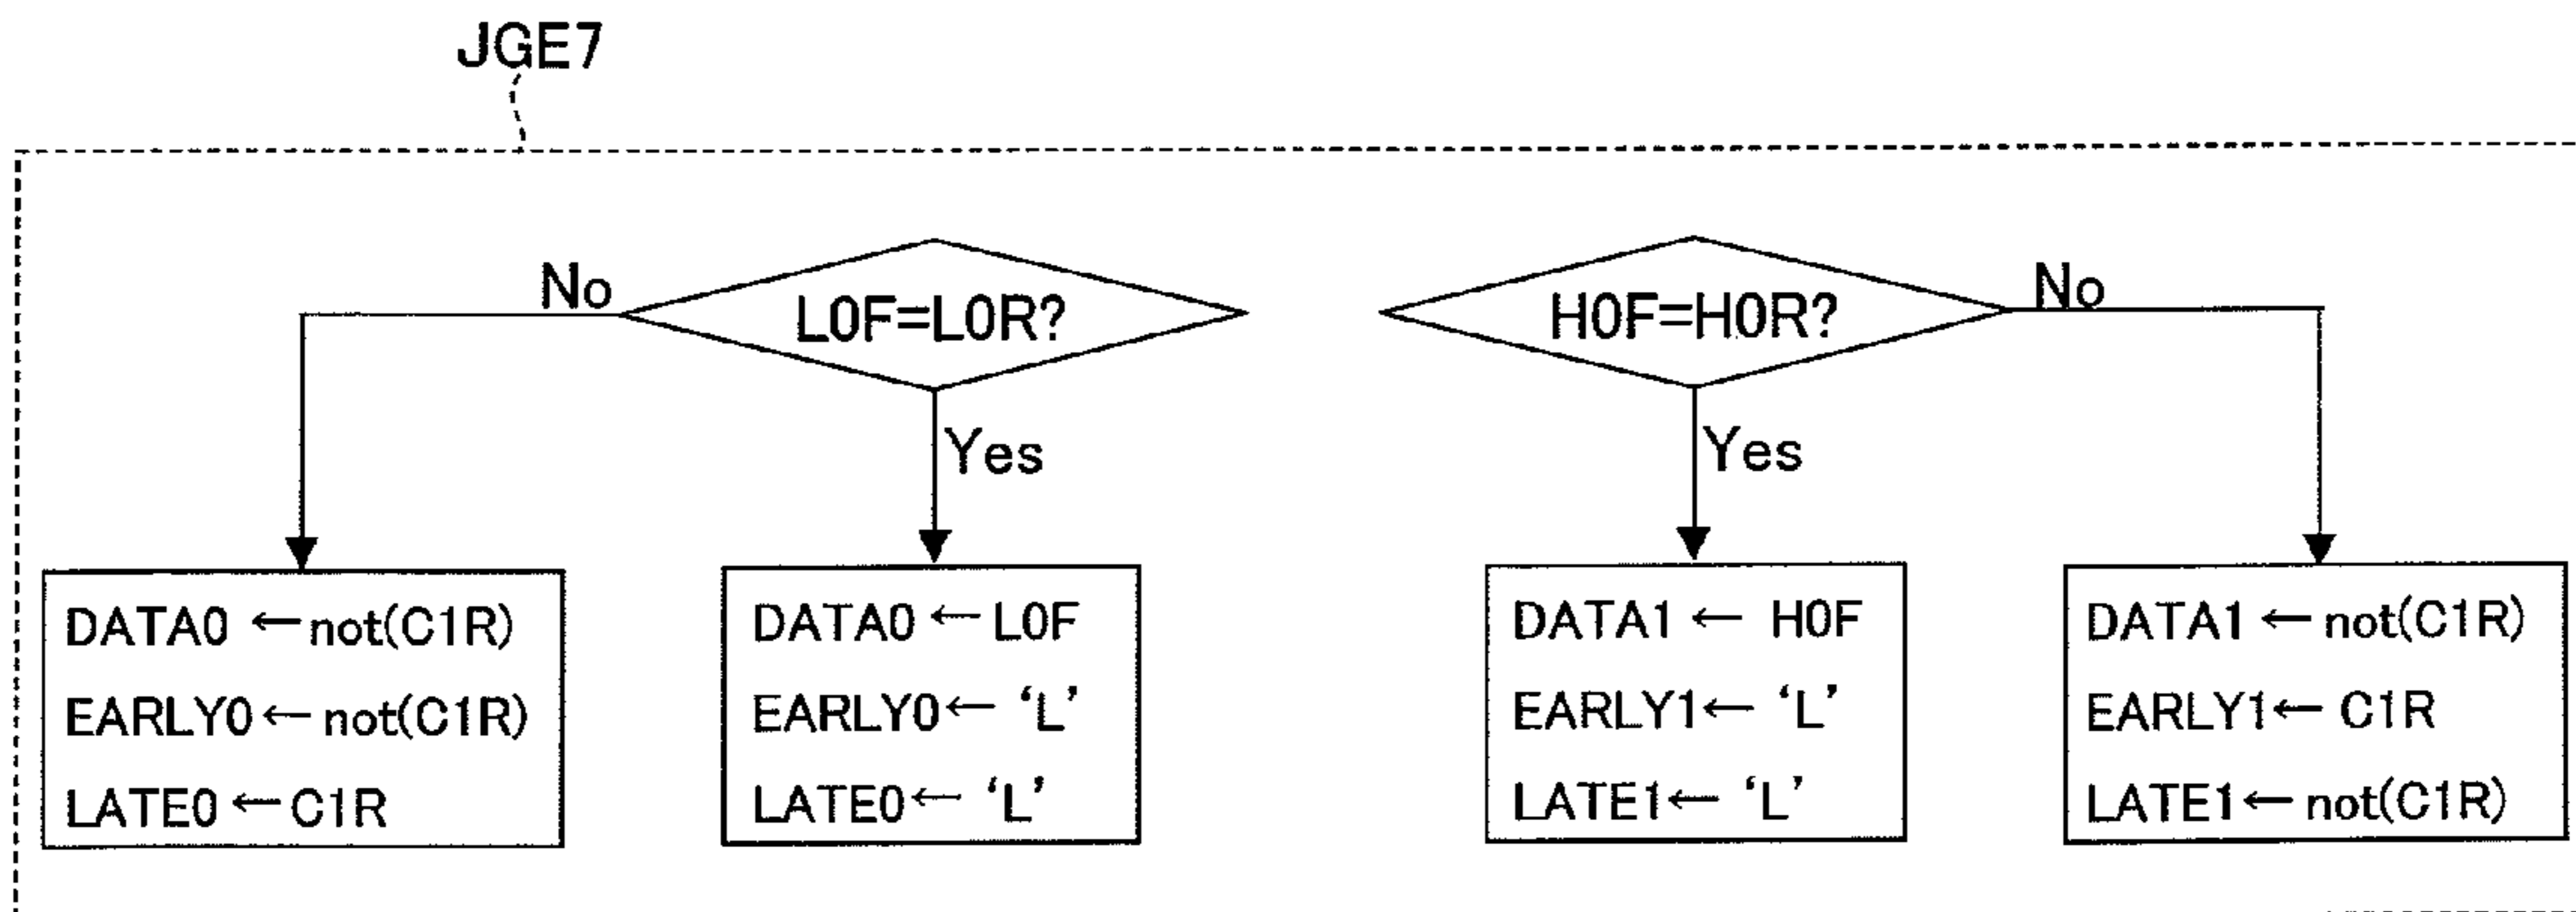 JGE7
No
L0F=L0R?
Yes
H0F=H0R?
No
Yes
DATA0 ← not(C1R)
EARLY0 ← not(C1R)
LATE0 ← C1R
DATA0 ← L0F
EARLY0 ← ‘L’
LATE0 ← ‘L’
DATA1 ← H0F
EARLY1 ← ‘L’
LATE1 ← ‘L’
DATA1 ← not(C1R)
EARLY1 ← C1R
LATE1 ← not(C1R)